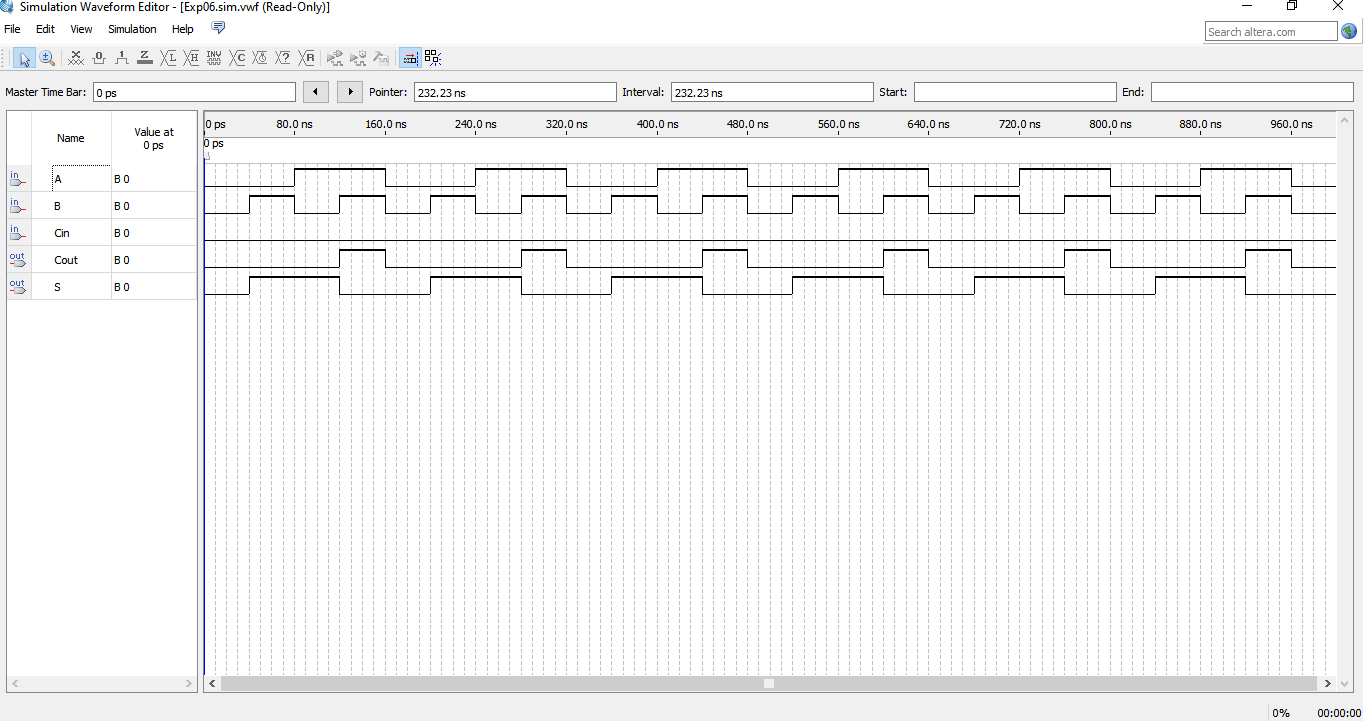 Simulation Waveform Editor - [Exp06.sim.vwf (Read-Only)]
File Edit View Simulation Help
Search altera.com
Master Time Bar: 0 ps Pointer: 232.23 ns Interval: 232.23 ns Start: End:
Name Value at 0 ps
0 ps 80.0 ns 160.0 ns 240.0 ns 320.0 ns 400.0 ns 480.0 ns 560.0 ns 640.0 ns 720.0 ns 800.0 ns 880.0 ns 960.0 ns
0 ps
in A B 0
in B B 0
in Cin B 0
out Cout B 0
out S B 0
0% 00:00:00